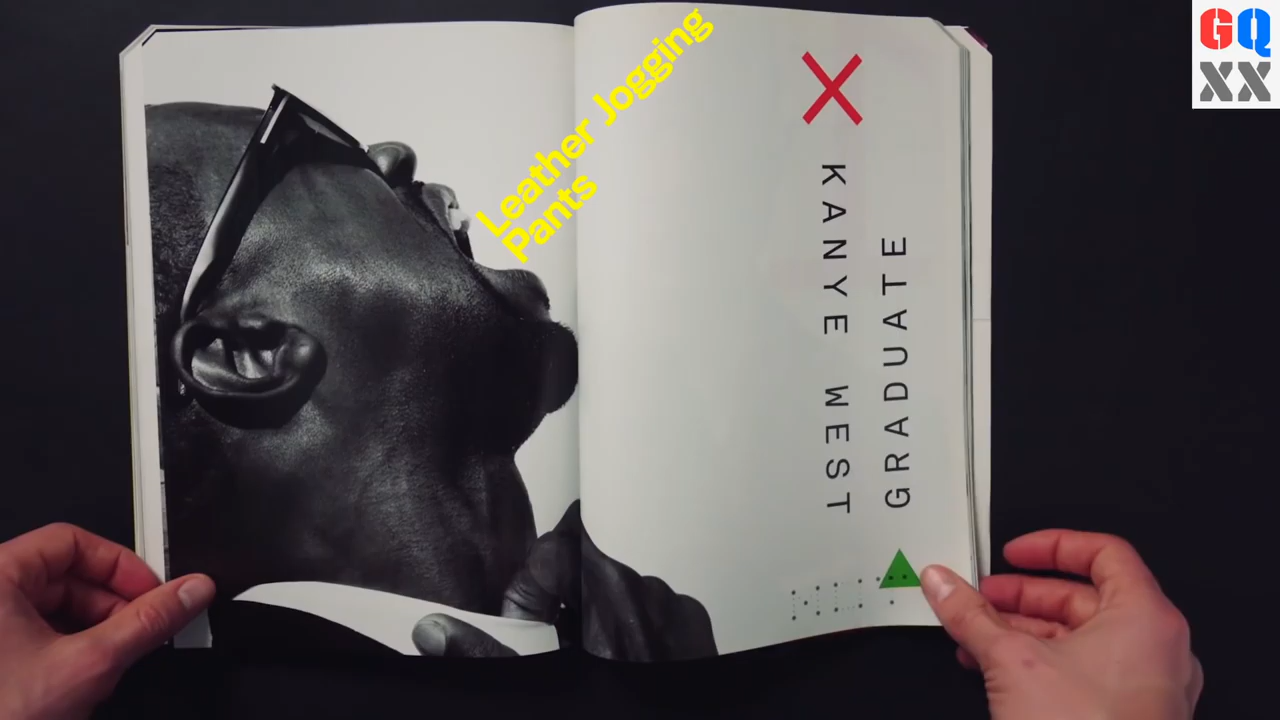 Leather Jogging
Pants
KANYE WEST
GRADUATE
GQ
XX